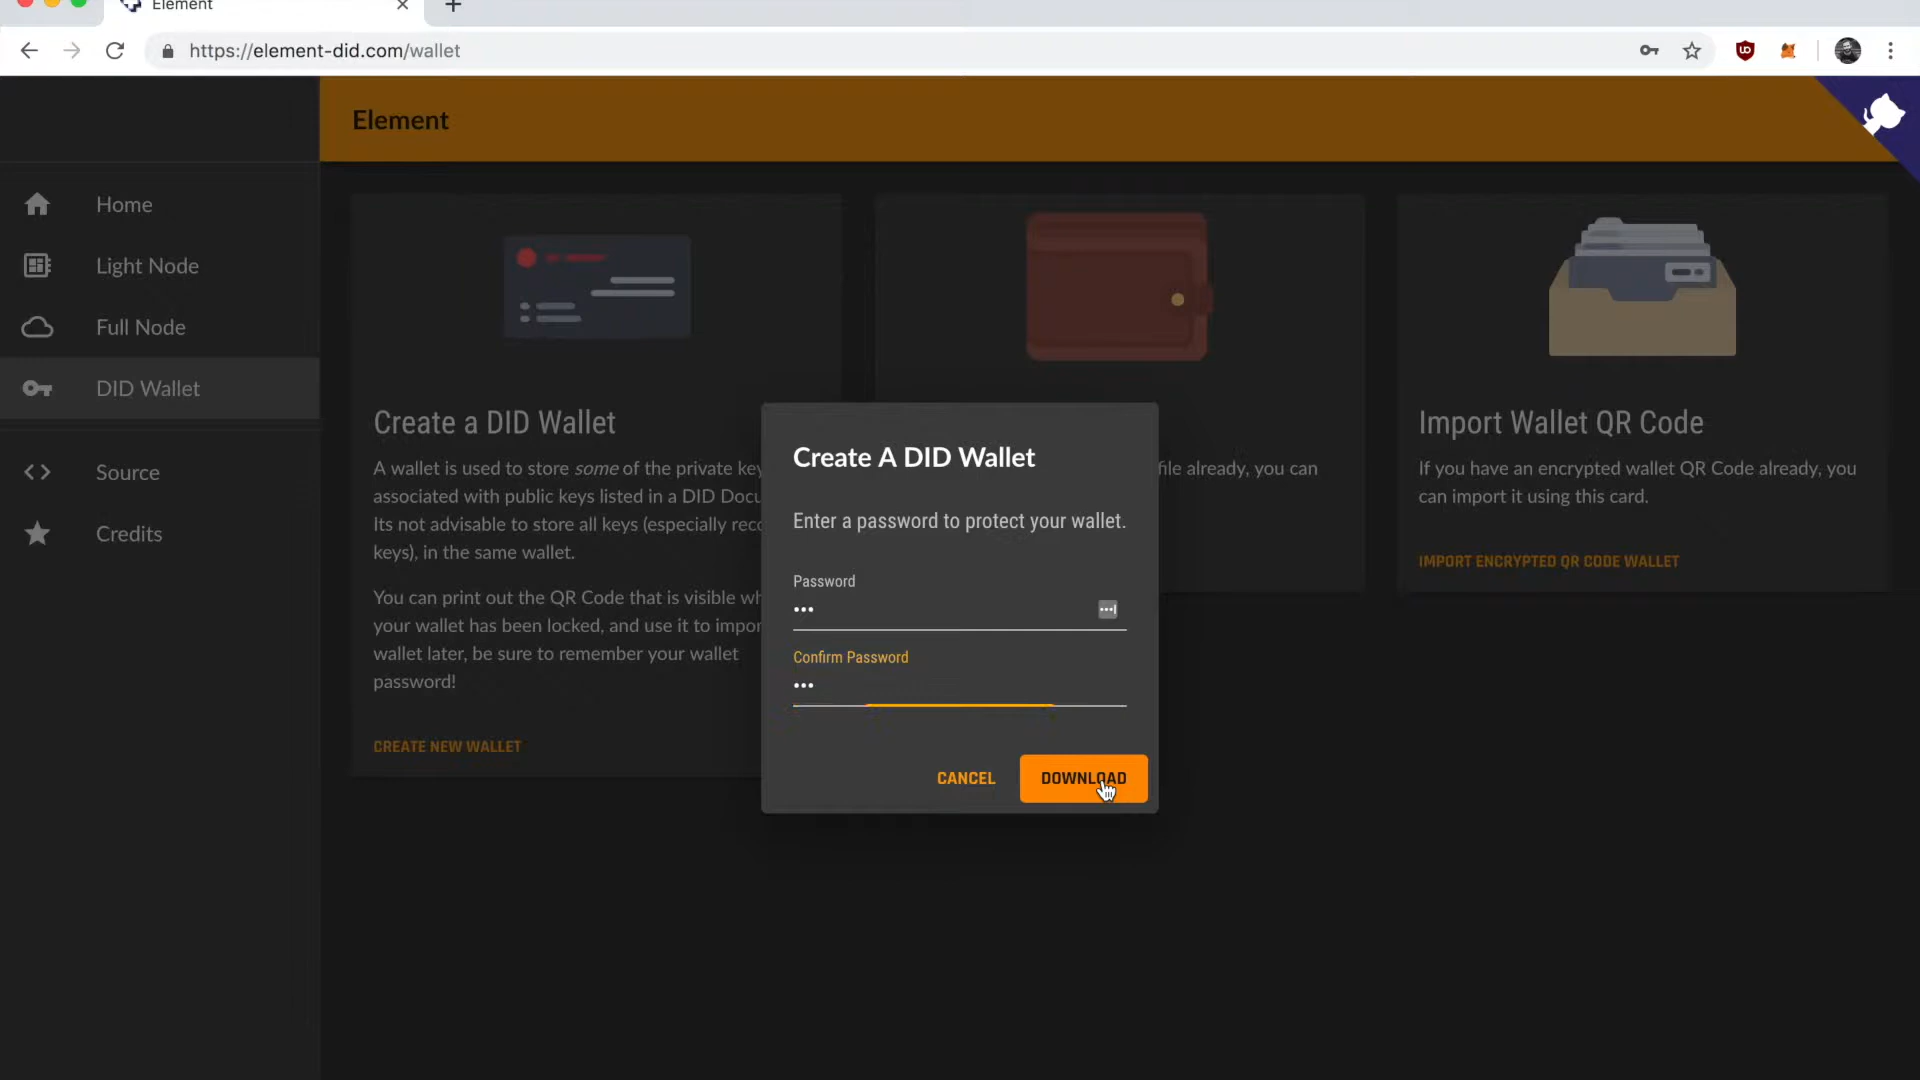 Element
https://element-did.com/wallet
Element
Home
Light Node
Full Node
DID Wallet
Source
Credits
Create a DID Wallet
A wallet is used to store some of the private key
associated with public keys listed in a DID Docu
Its not advisable to store all keys (especially reco
keys), in the same wallet.
You can print out the QR Code that is visible wh
your wallet has been locked, and use it to impor
wallet later, be sure to remember your wallet
password!
CREATE NEW WALLET
file already, you can
Import Wallet QR Code
If you have an encrypted wallet QR Code already, you
can import it using this card.
IMPORT ENCRYPTED QR CODE WALLET
Create A DID Wallet
Enter a password to protect your wallet.
Password
•••
Confirm Password
•••
CANCEL
DOWNLOAD